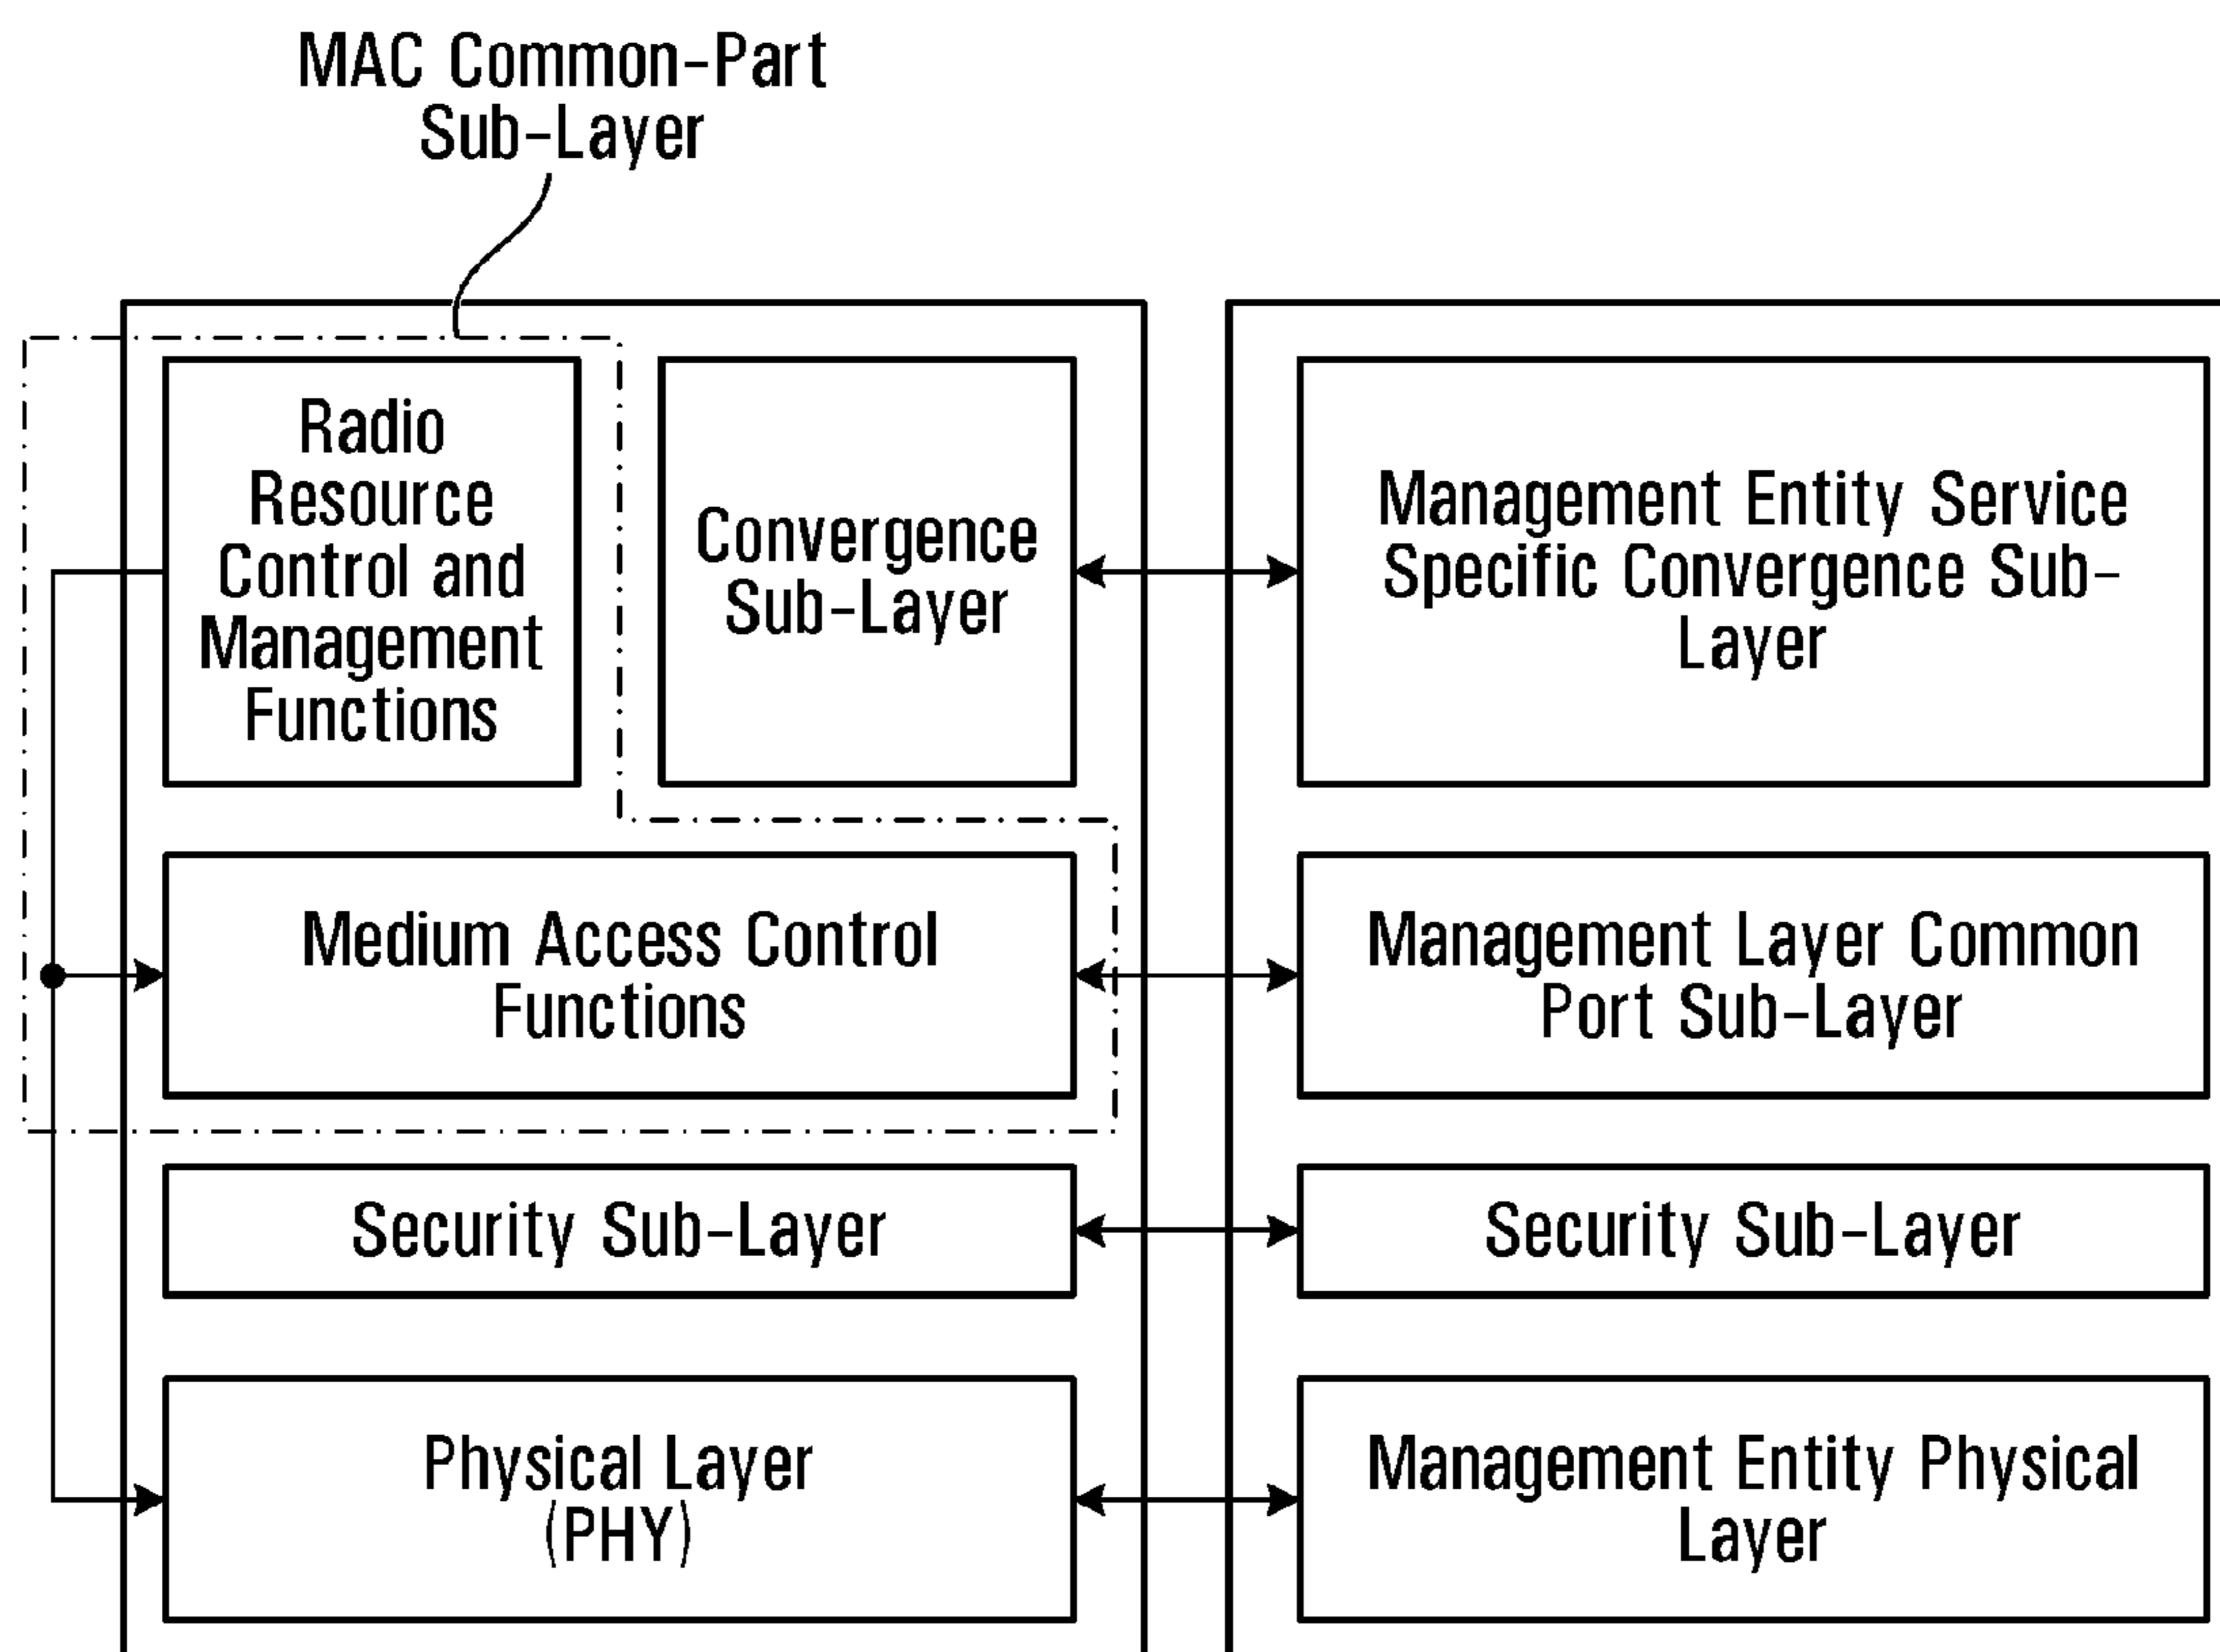 MAC Common-Part
Sub-Layer
Radio
Resource
Control and
Management
Functions
Convergence
Sub-Layer
Management Entity Service
Specific Convergence Sub-
Layer
Medium Access Control
Functions
Management Layer Common
Port Sub-Layer
Security Sub-Layer
Security Sub-Layer
Physical Layer
(PHY)
Management Entity Physical
Layer